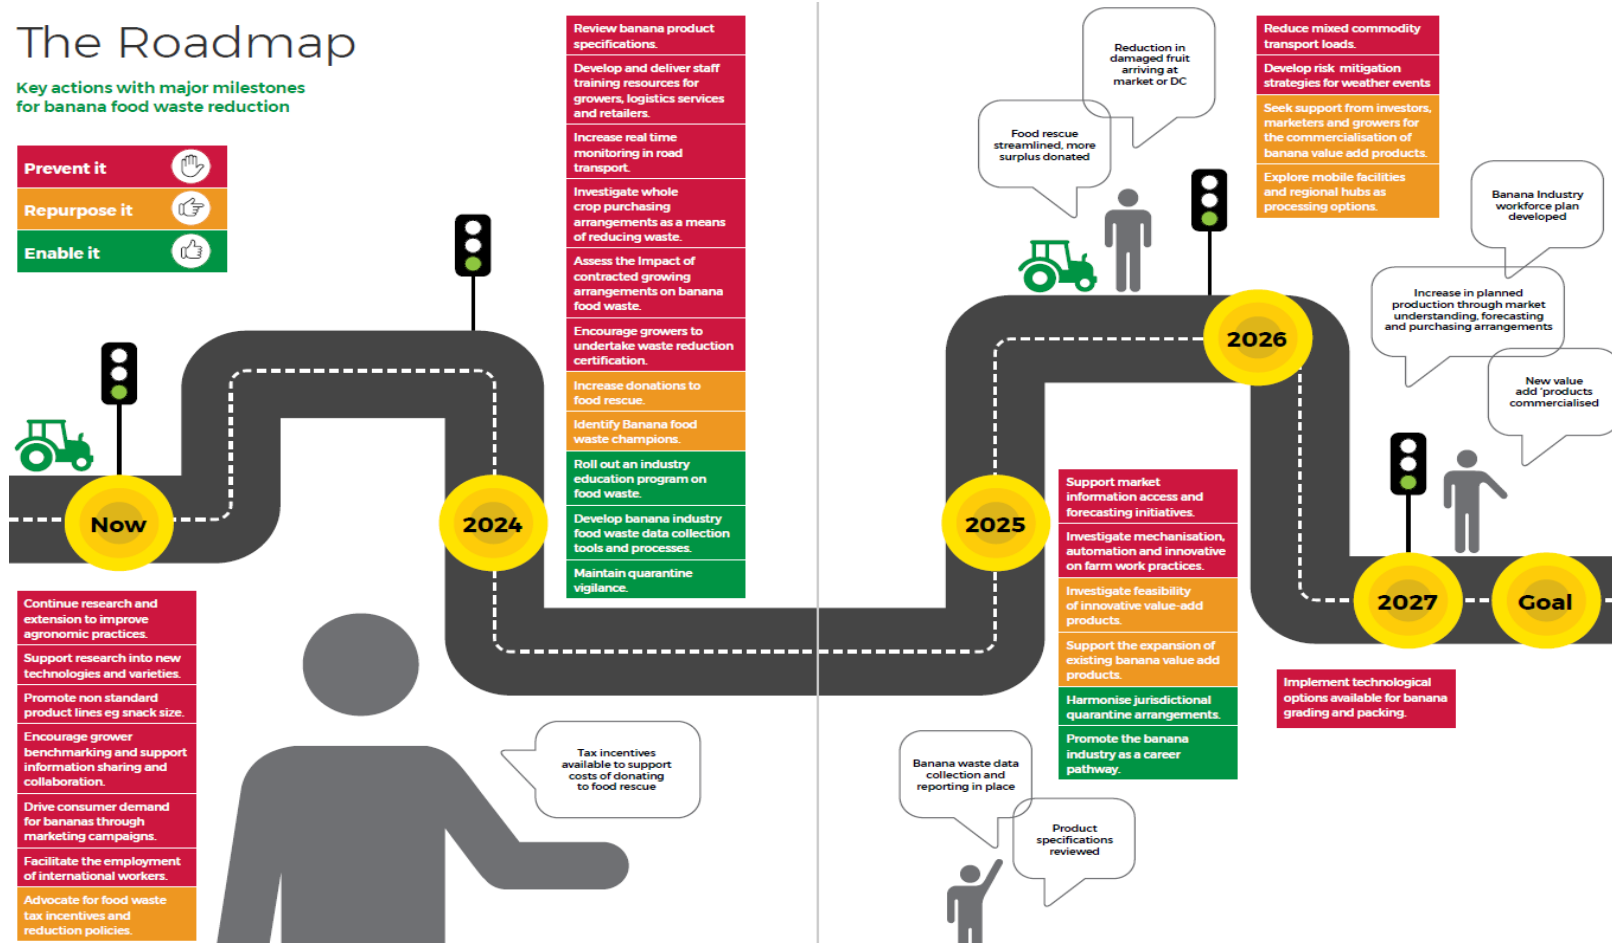 The Roadmap
Key actions with major milestones
for banana food waste reduction
Prevent it
Repurpose it
Enable it
Now
Continue research and
extension to improve
agronomic practices.
Support research into new
technologies and varieties.
Promote non standard
product lines eg snack size.
Encourage grower
benchmarking and support
information sharing and
collaboration.
Drive consumer demand
for bananas through
marketing campaigns.
Facilitate the employment
of international workers.
Advocate for food waste
tax incentives and
reduction policies.
2024
Review banana product
specifications.
Develop and deliver staff
training resources for
growers, logistics services
and retailers.
Increase real time
monitoring in road
transport.
Investigate whole
crop purchasing
arrangements as a means
of reducing waste.
Assess the Impact of
contracted growing
arrangements on banana
food waste.
Encourage growers to
undertake waste reduction
certification.
Increase donations to
food rescue.
Identify Banana food
waste champions.
Roll out an industry
education program on
food waste.
Develop banana industry
food waste data collection
tools and processes.
Maintain quarantine
vigilance.
Tax incentives
available to support
costs of donating
to food rescue
2025
Support market
information access and
forecasting initiatives.
Investigate mechanisation,
automation and innovative
on farm work practices.
Investigate feasibility
of innovative value-add
products.
Support the expansion of
existing banana value add
products.
Harmonise jurisdictional
quarantine arrangements.
Promote the banana
industry as a career
pathway.
Banana waste data
collection and
reporting in place
Product
specifications
reviewed
Reduction in
damaged fruit
arriving at
market or DC
Food rescue
streamlined, more
surplus donated
2026
Reduce mixed commodity
transport loads.
Develop risk mitigation
strategies for weather events
Seek support from investors,
marketers and growers for
the commercialisation of
banana value add products.
Explore mobile facilities
and regional hubs as
processing options.
Banana Industry
workforce plan
developed
Increase in planned
production through market
understanding, forecasting
and purchasing arrangements
New value
add 'products
commercialised
2027
Goal
Implement technological
options available for banana
grading and packing.